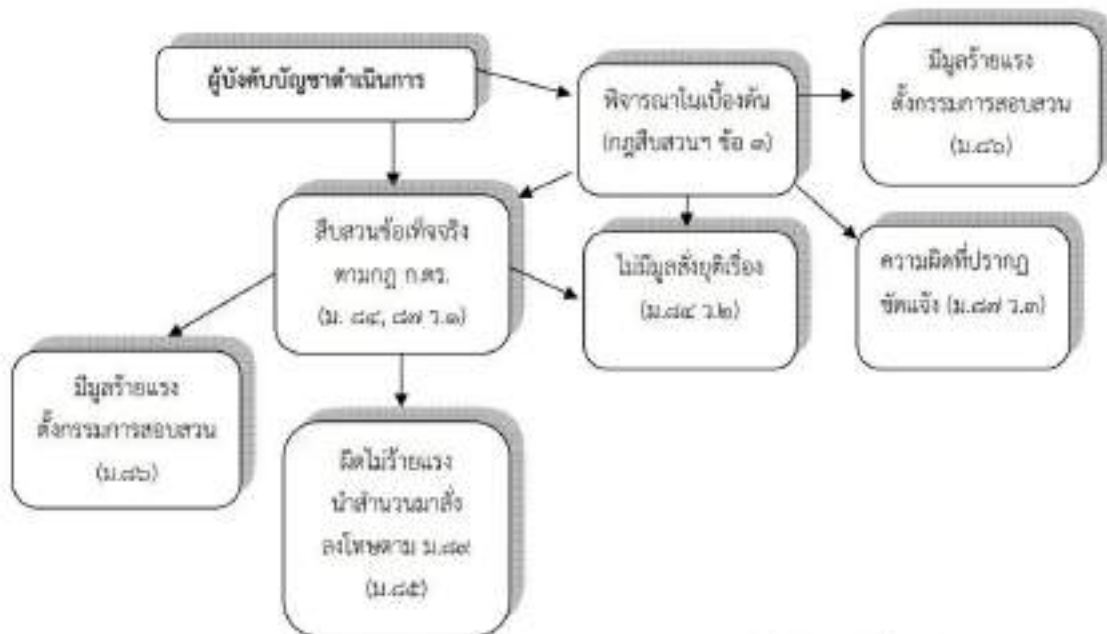 ผู้บังคับบัญชาดำเนินการ
พิจารณาในเบื้องต้น
(กฎสืบสวนฯ ข้อ ๓)
มีมูลร้ายแรง
ตั้งกรรมการสอบสวน
(ม.๘๖)
สืบสวนข้อเท็จจริง
ตามกฎ ก.ตร.
(ม. ๘๔, ๘๗ ว.๑)
ไม่มีมูลสั่งยุติเรื่อง
(ม.๘๔ ว.๒)
ความผิดที่ปรากฏ
ชัดแจ้ง (ม.๘๗ ว.๓)
มีมูลร้ายแรง
ตั้งกรรมการสอบสวน
(ม.๘๖)
ผิดไม่ร้ายแรง
นำสำนวนมาสั่ง
ลงโทษตาม ม.๘๙
(ม.๘๕)